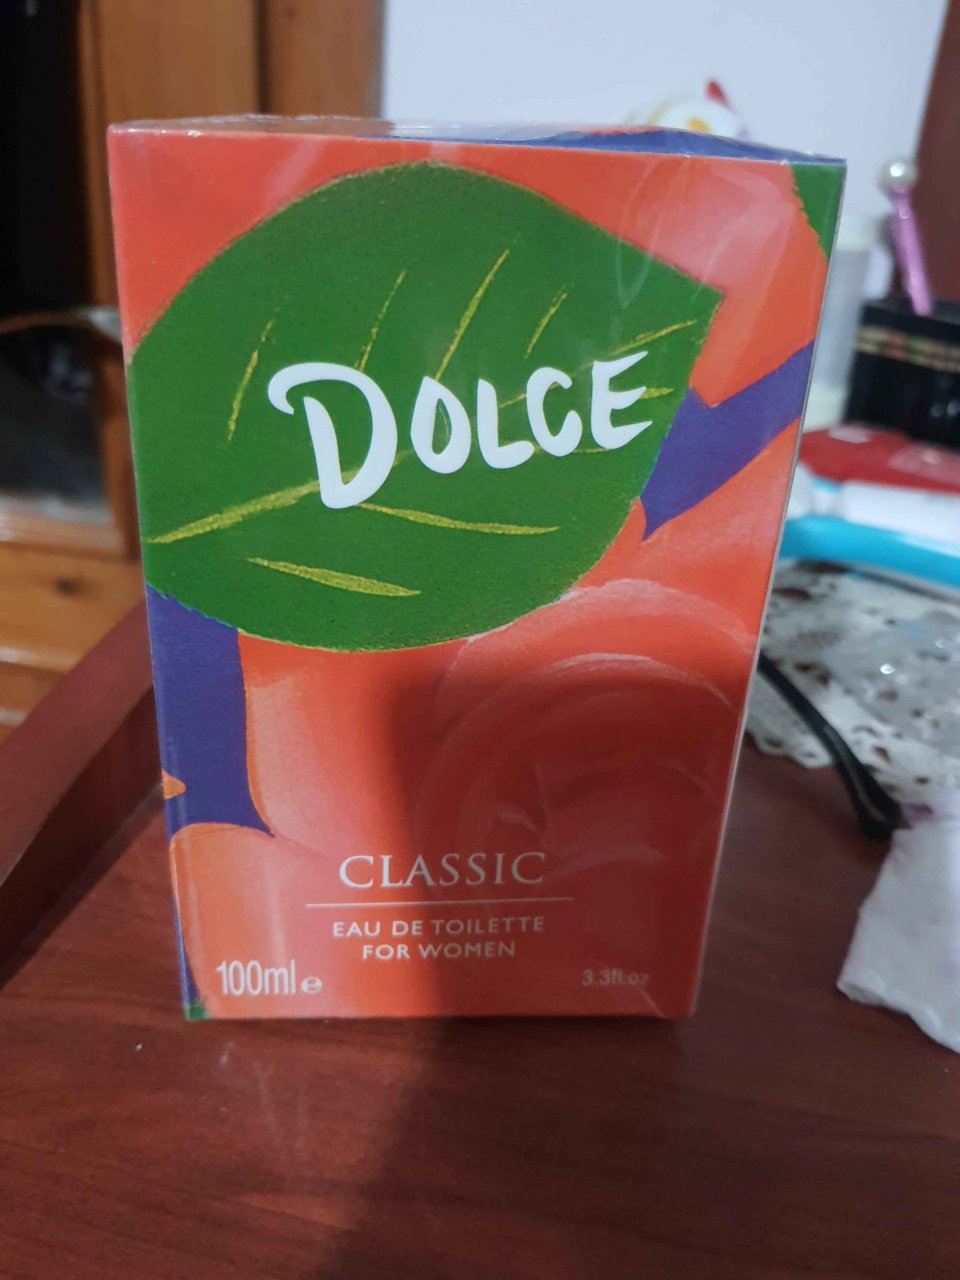 DOLCE
CLASSIC
EAU DE TOILETTE
FOR WOMEN
100ml e
3.3fl.oz